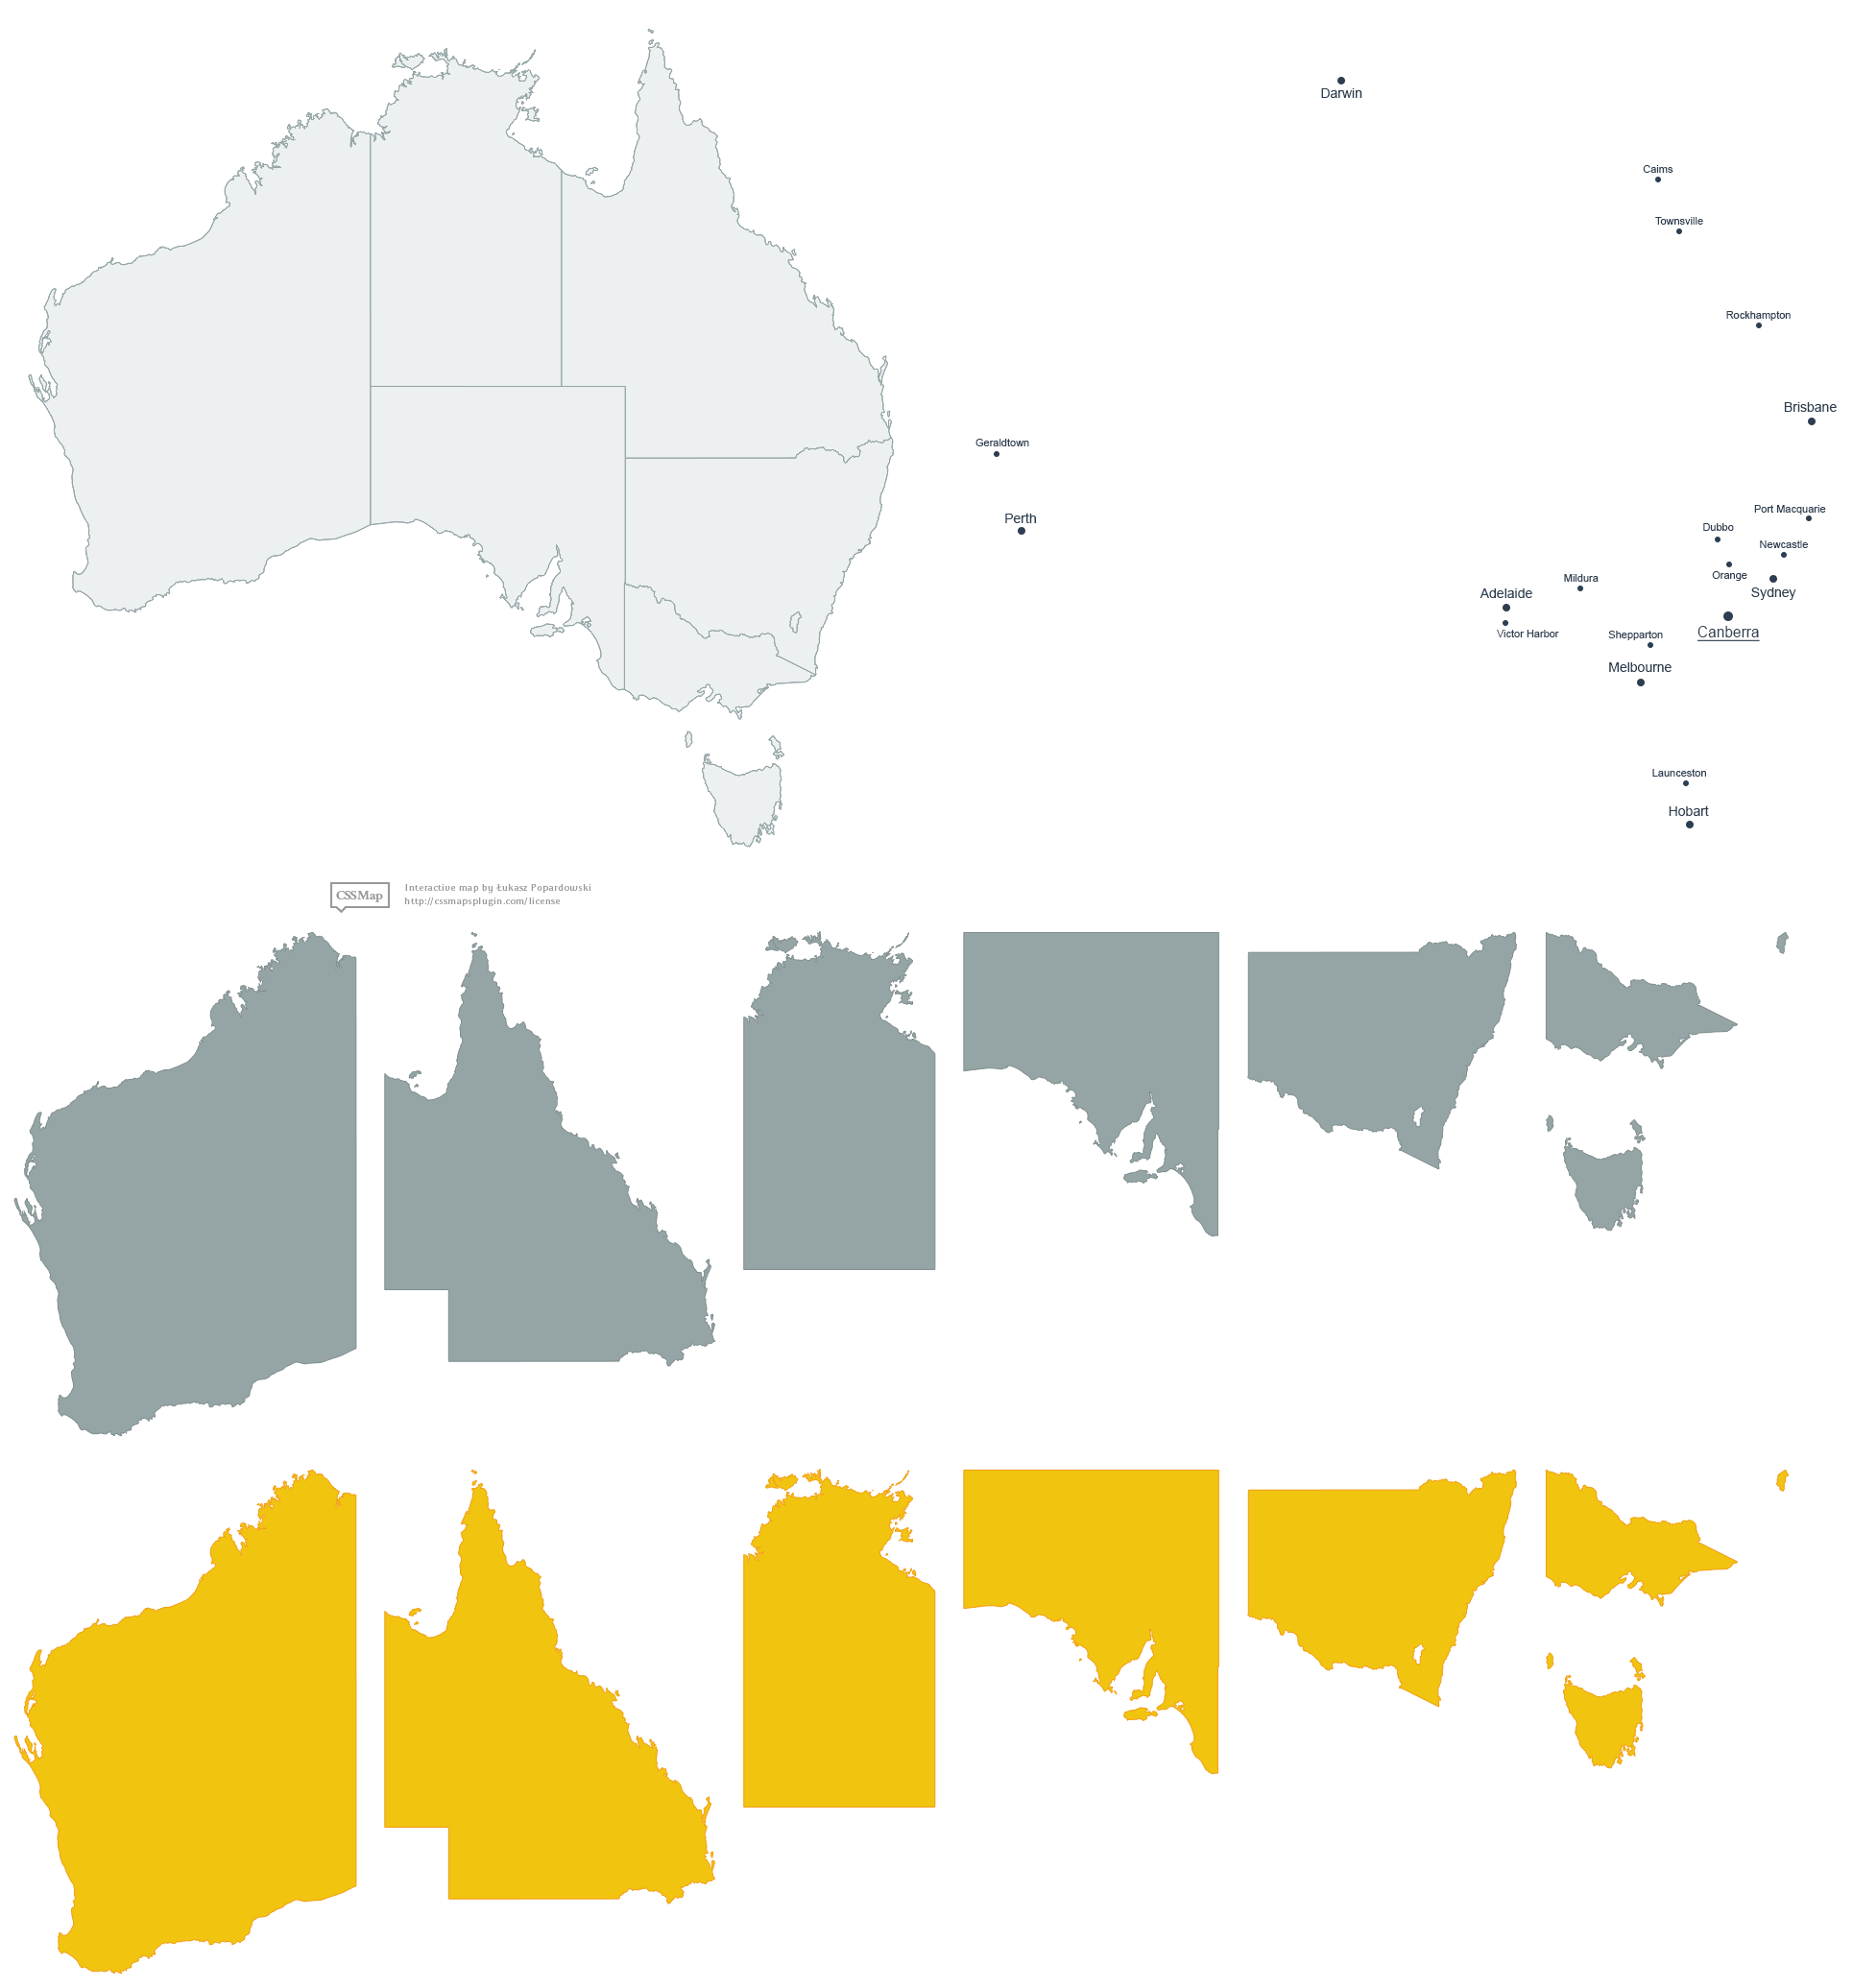 Darwin
Caims
Townsville
Rockhampton
Brisbane
Geraldtown
Port Macquarie
Perth
Dubbo
Newcastle
Orange
Mildura
Sydney
Adelaide
Canberra
Victor Harbor
Shepparton
Melbourne
Launceston
Hobart
CSSMap
Interactive map by Łukasz Popardowski
http://cssmapsplugin.com/license